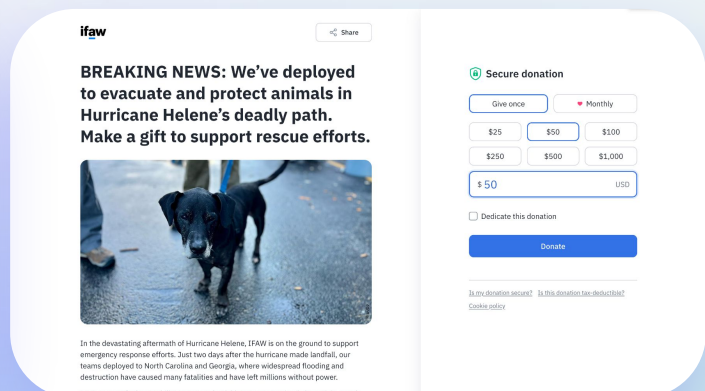 ifaw
Share
BREAKING NEWS: We've deployed
to evacuate and protect animals in
Hurricane Helene's deadly path.
Make a gift to support rescue efforts.
In the devastating aftermath of Hurricane Helene, IFAW is on the ground to support
emergency response efforts. Just two days after the hurricane made landfall, our
teams deployed to North Carolina and Georgia, where widespread flooding and
destruction have caused many fatalities and have left millions without power.
Secure donation
Give once
Monthly
$25
$50
$100
$250
$500
$1,000
$ 50 USD
Dedicate this donation
Donate
Is my donation secure? Is this donation tax-deductible?
Cookie policy